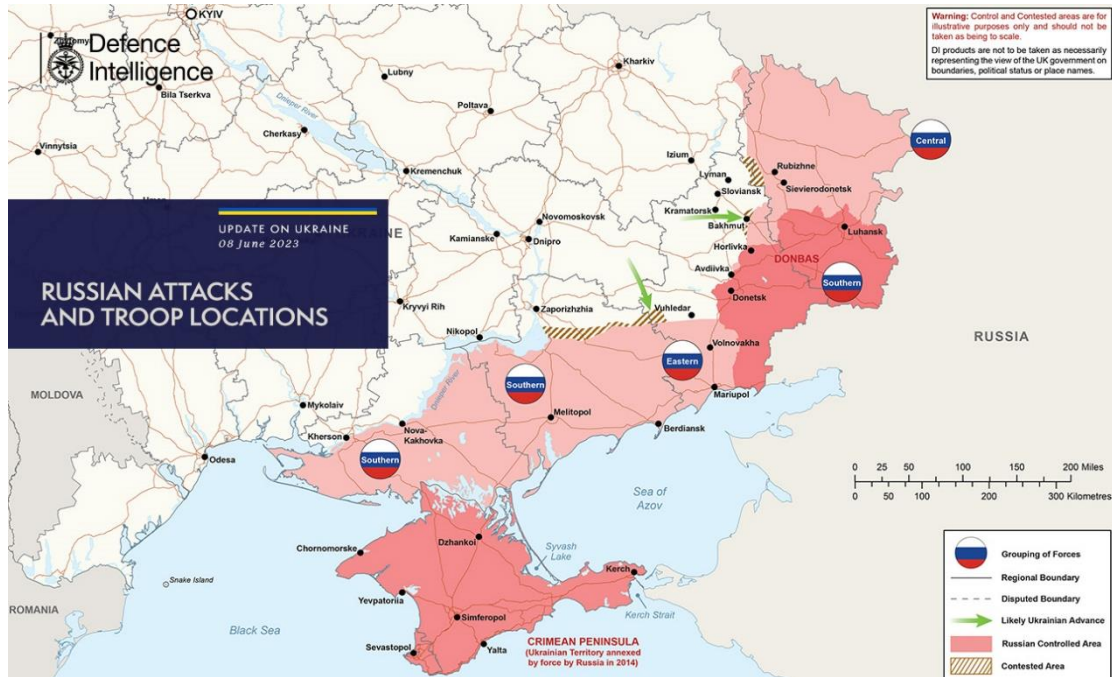 KYIV
Defence
Intelligence
Warning: Control and Contested areas are for
illustrative purposes only and should not be
taken as being to scale.
DI products are not to be taken as necessarily
representing the view of the UK government on
boundaries, political status or place names.
Lubny
Kharkiv
Bila Tserkva
Dnieper River
Poltava
Cherkasy
Vinnytsia
Central
Izium
Kremenchuk
Rubizhne
Lyman
Sloviansk
Sievierodonetsk
Kramatorsk
UPDATE ON UKRAINE
08 June 2023
Novomoskovsk
Bakhmut
Kamianske
Dnipro
Luhansk
Horlivka
DONBAS
Avdiivka
Southern
RUSSIAN ATTACKS
AND TROOP LOCATIONS
Donetsk
Kryvyi Rih
Zaporizhzhia
Vuhledar
Nikopol
RUSSIA
Volnovakha
Eastern
Dnieper River
Southern
MOLDOVA
Mariupol
Mykolaiv
Melitopol
Kherson
Nova-
Kakhovka
Berdiansk
Odesa
Southern
0 25 50 100 150 200 Miles
0 50 100 200 300 Kilometres
Sea of
Azov
Dzhankoi
Chornomorske
Syvash
Lake
Grouping of Forces
Kerch
Regional Boundary
Snake Island
Yevpatoriia
Kerch Strait
Disputed Boundary
ROMANIA
Simferopol
Likely Ukrainian Advance
Black Sea
CRIMEAN PENINSULA
(Ukrainian Territory annexed
by force by Russia in 2014)
Russian Controlled Area
Sevastopol
Yalta
Contested Area